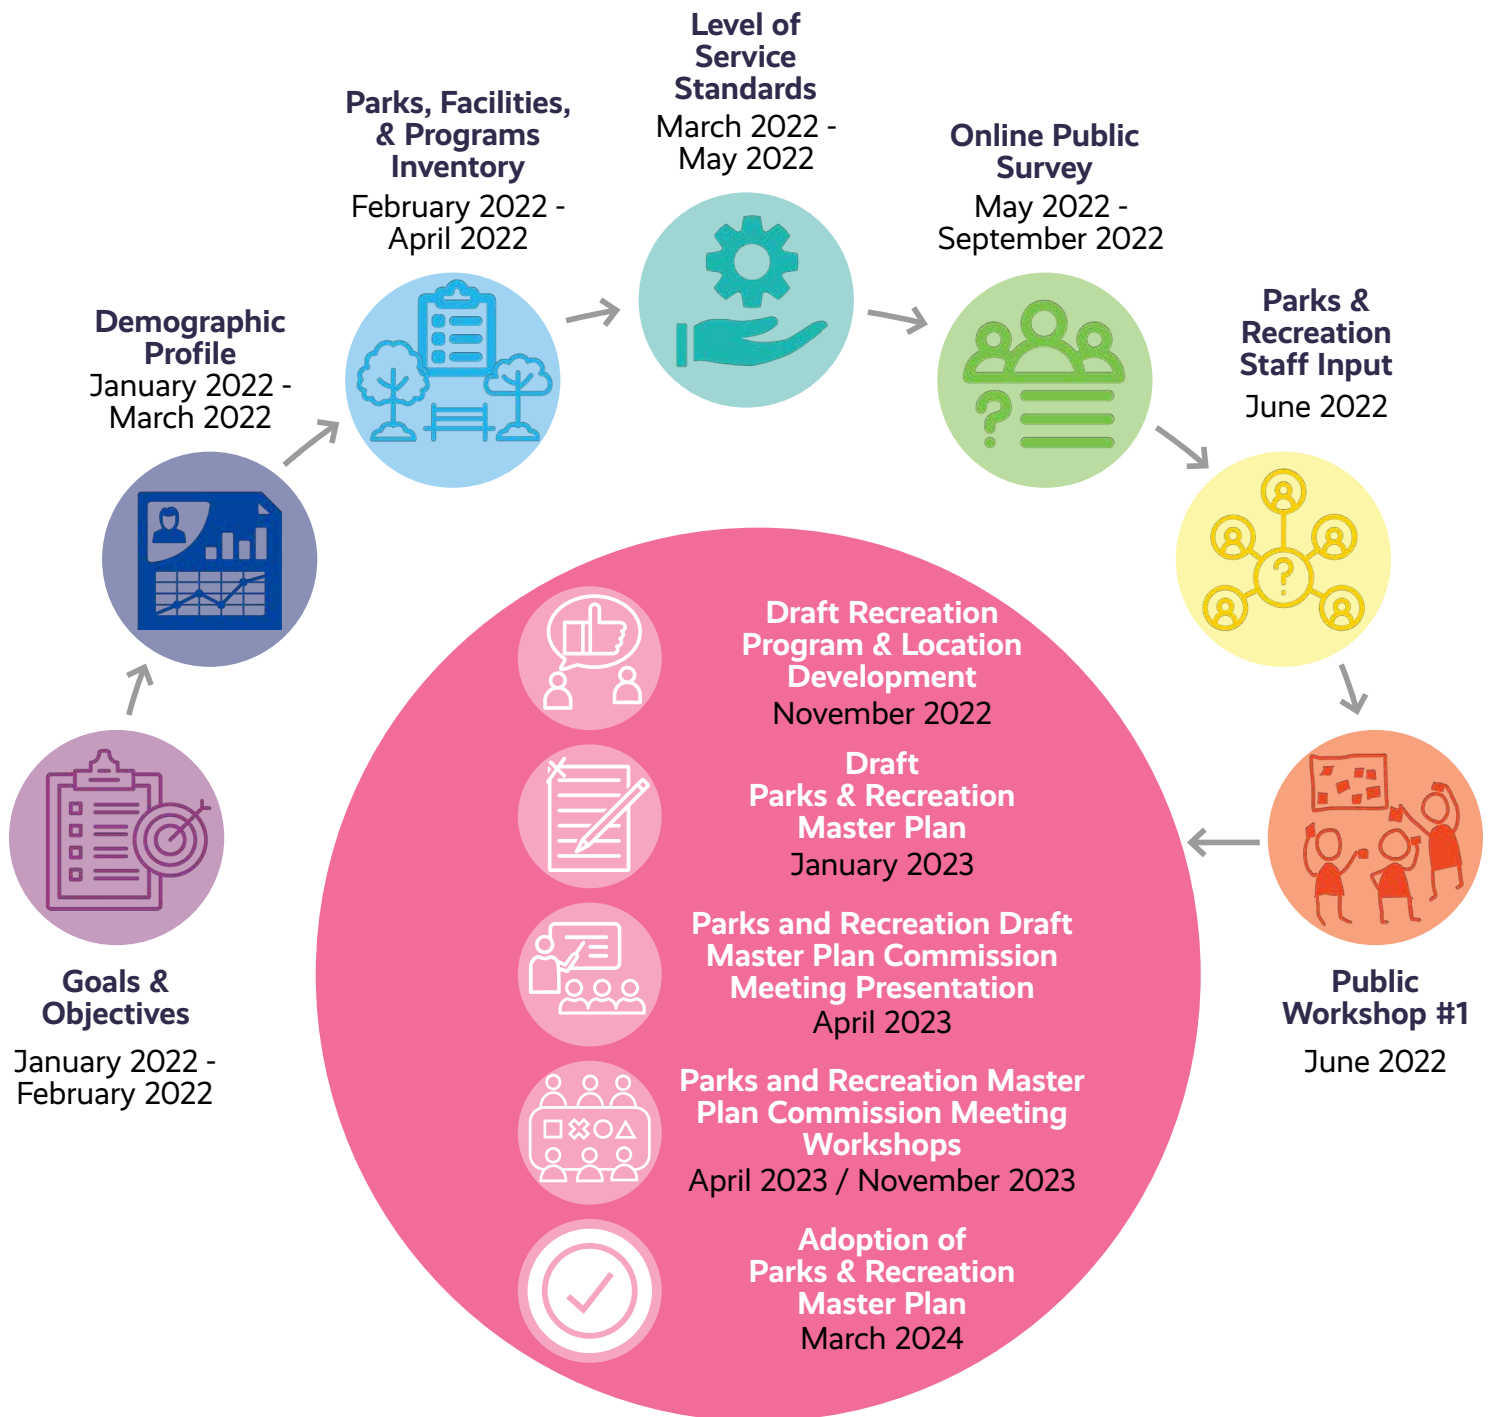 Goals &
Objectives
January 2022 -
February 2022
Demographic
Profile
January 2022 -
March 2022
Parks, Facilities,
& Programs
Inventory
February 2022 -
April 2022
Level of
Service
Standards
March 2022 -
May 2022
Online Public
Survey
May 2022 -
September 2022
?
Parks &
Recreation
Staff Input
June 2022
?
Public
Workshop #1
June 2022
Draft Recreation
Program & Location
Development
November 2022
Draft
Parks & Recreation
Master Plan
January 2023
Parks and Recreation Draft
Master Plan Commission
Meeting Presentation
April 2023
Parks and Recreation Master
Plan Commission Meeting
Workshops
April 2023 / November 2023
Adoption of
Parks & Recreation
Master Plan
March 2024